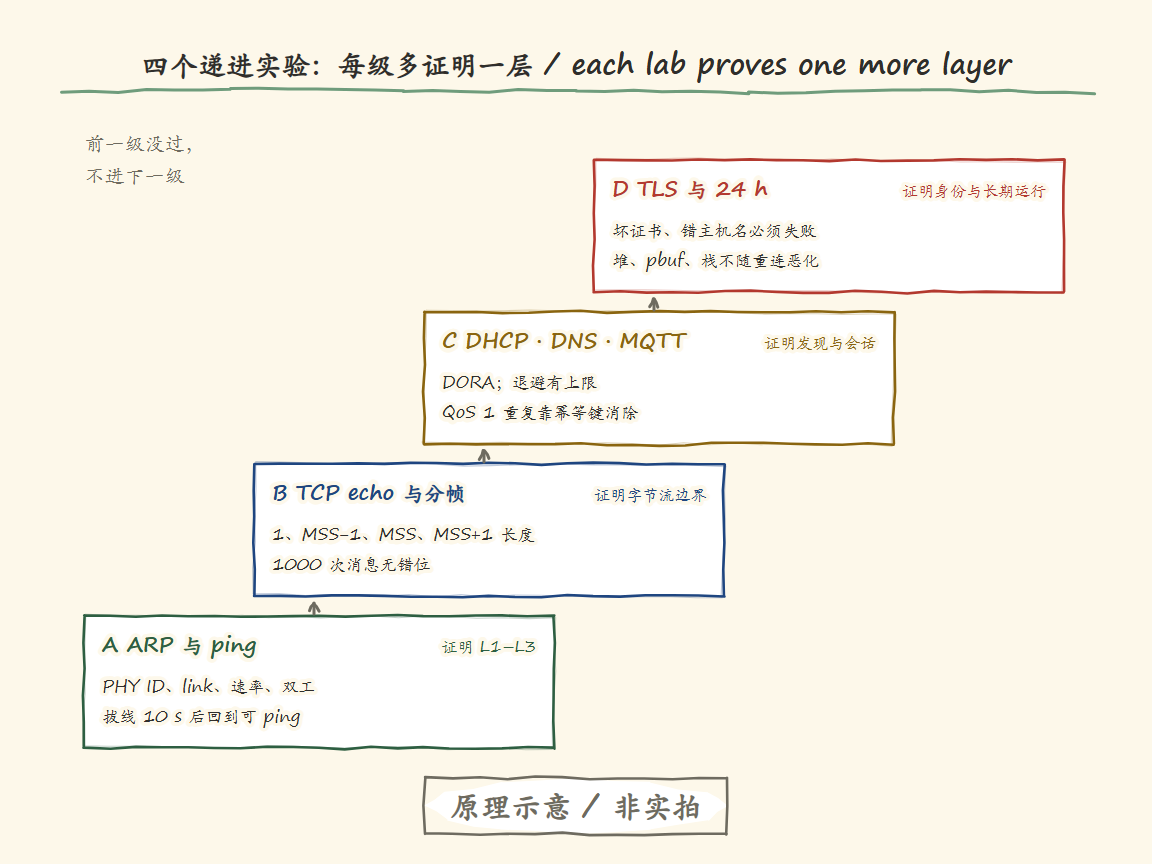 四个递进实验：每级多证明一层 / each lab proves one more layer
前一级没过，
不进下一级
D TLS 与 24 h
证明身份与长期运行
坏证书、错主机名必须失败
堆、pbuf、栈不随重连恶化
C DHCP · DNS · MQTT
证明发现与会话
DORA；退避有上限
QoS 1 重复靠幂等键消除
B TCP echo 与分帧
证明字节流边界
1、MSS−1、MSS、MSS+1 长度
1000 次消息无错位
A ARP 与 ping
证明 L1–L3
PHY ID、link、速率、双工
拔线 10 s 后回到可 ping
原理示意 / 非实拍